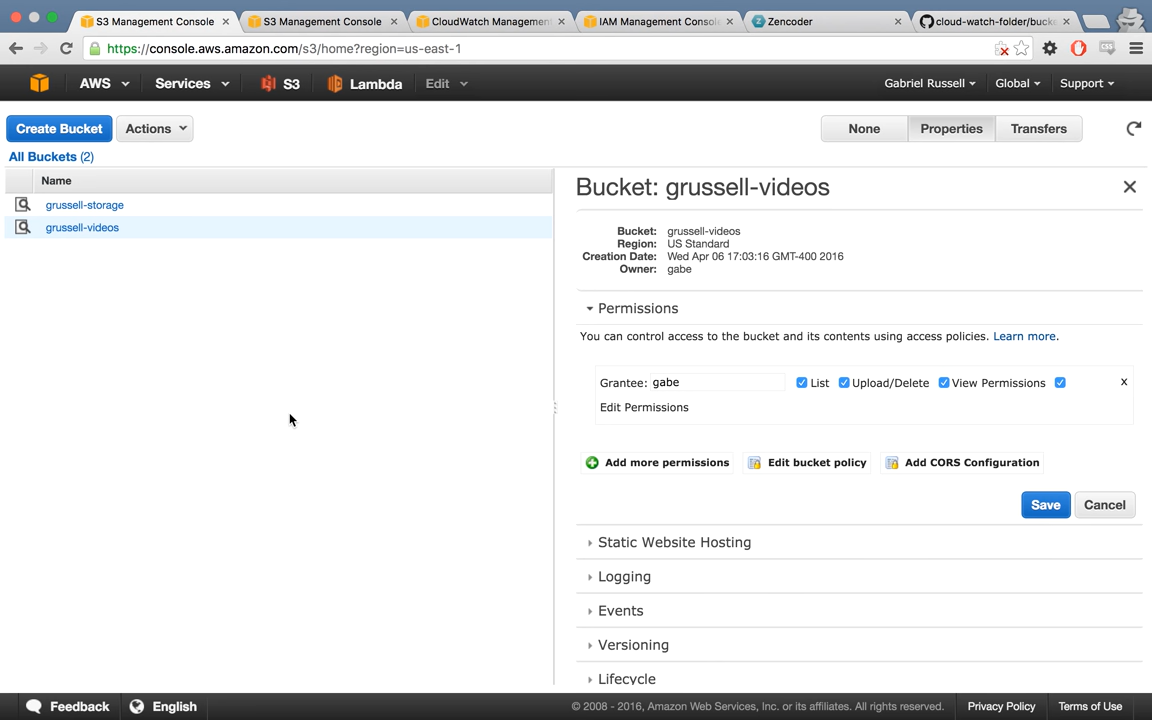 S3 Management Console
S3 Management Console
CloudWatch Managemen
IAM Management Conso
Zencoder
cloud-watch-folder/bucke
https://console.aws.amazon.com/s3/home?region=us-east-1
AWS
Services
S3
Lambda
Edit
Gabriel Russell
Global
Support
Create Bucket
Actions
None
Properties
Transfers
All Buckets (2)
Name
grussell-storage
grussell-videos
Bucket: grussell-videos
Bucket: grussell-videos
Region: US Standard
Creation Date: Wed Apr 06 17:03:16 GMT-400 2016
Owner: gabe
Permissions
You can control access to the bucket and its contents using access policies. Learn more.
Grantee: gabe List Upload/Delete View Permissions x
Edit Permissions
Add more permissions Edit bucket policy Add CORS Configuration
Save Cancel
Static Website Hosting
Logging
Events
Versioning
Lifecycle
Feedback
English
© 2008 - 2016, Amazon Web Services, Inc. or its affiliates. All rights reserved.
Privacy Policy
Terms of Use